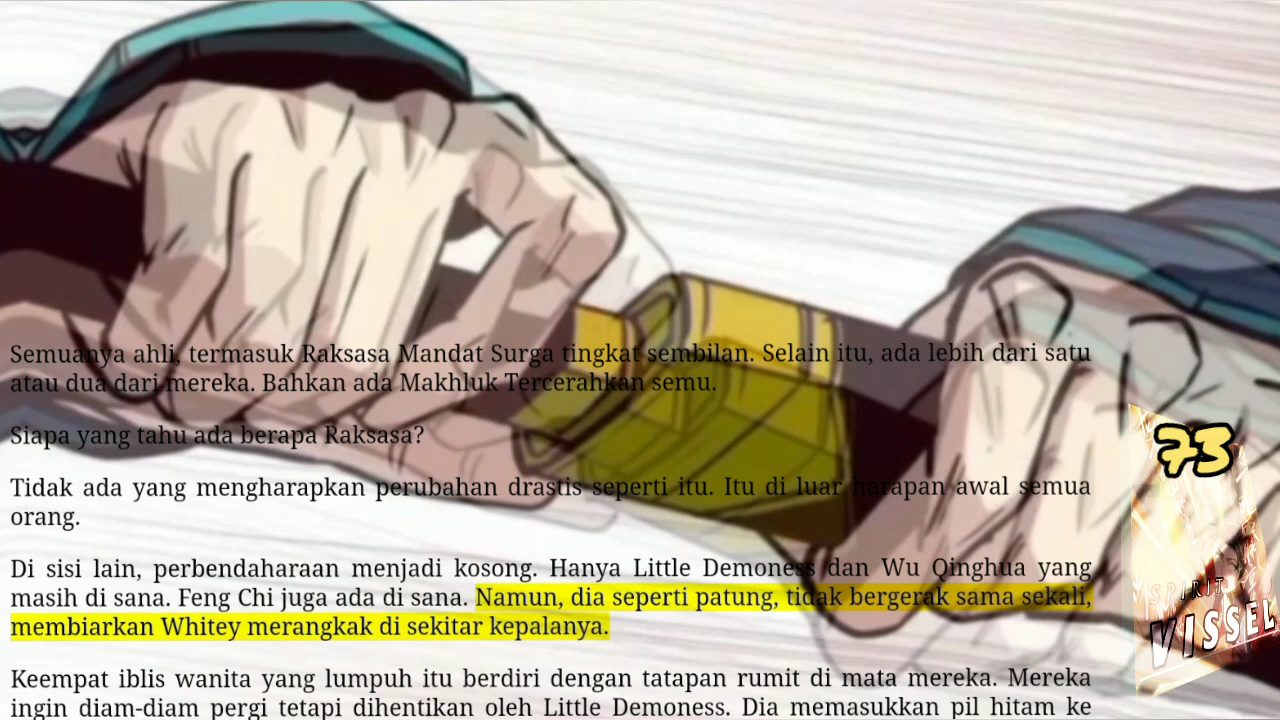 Semuanya ahli, termasuk Raksasa Mandat Surga tingkat sembilan. Selain itu, ada lebih dari satu
atau dua dari mereka. Bahkan ada Makhluk Tercerahkan semu.
Siapa yang tahu ada berapa Raksasa?
Tidak ada yang mengharapkan perubahan drastis seperti itu. Itu di luar harapan awal semua
orang.
Di sisi lain, perbendaharaan menjadi kosong. Hanya Little Demoness dan Wu Qinghua yang
masih di sana. Feng Chi juga ada di sana. Namun, dia seperti patung, tidak bergerak sama sekali,
membiarkan Whitey merangkak di sekitar kepalanya.
Keempat iblis wanita yang lumpuh itu berdiri dengan tatapan rumit di mata mereka. Mereka
ingin diam-diam pergi tetapi dihentikan oleh Little Demoness. Dia memasukkan pil hitam ke
73
SPIRIT
VISSEL